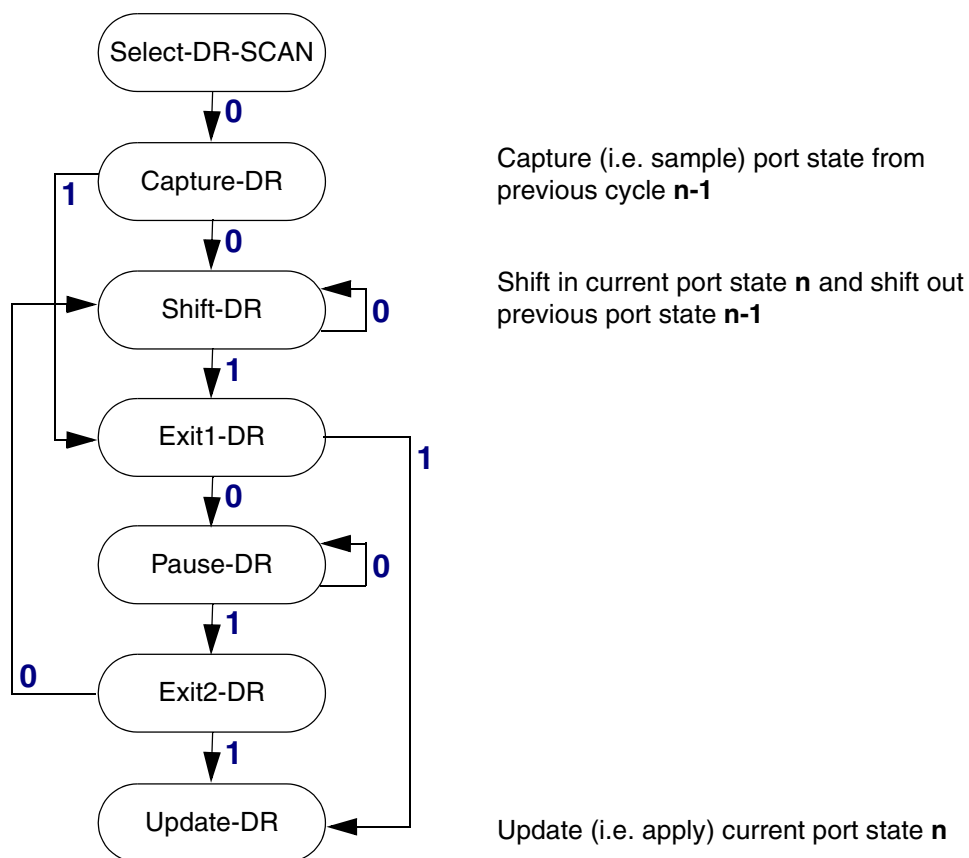 Select-DR-SCAN
0
Capture-DR
Capture (i.e. sample) port state from
previous cycle n-1
1
0
Shift-DR
0
Shift in current port state n and shift out
previous port state n-1
1
Exit1-DR
1
0
Pause-DR
0
1
Exit2-DR
0
1
Update-DR
Update (i.e. apply) current port state n